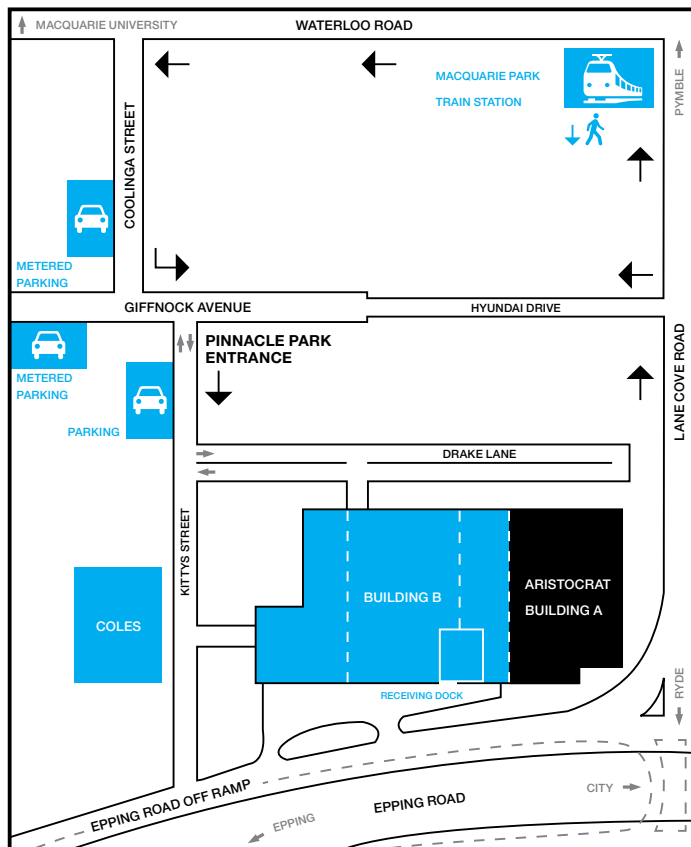 MACQUARIE UNIVERSITY
WATERLOO ROAD
MACQUARIE PARK
TRAIN STATION
PYMBLE
COOLINGA STREET
METERED
PARKING
GIFFNOCK AVENUE
HYUNDAI DRIVE
PINNACLE PARK
ENTRANCE
METERED
PARKING
PARKING
LANE COVE ROAD
DRAKE LANE
KITTYS STREET
COLES
BUILDING B
ARISTOCRAT
BUILDING A
RECEIVING DOCK
RYDE
EPPING ROAD OFF RAMP
CITY
EPPING ROAD
EPPING